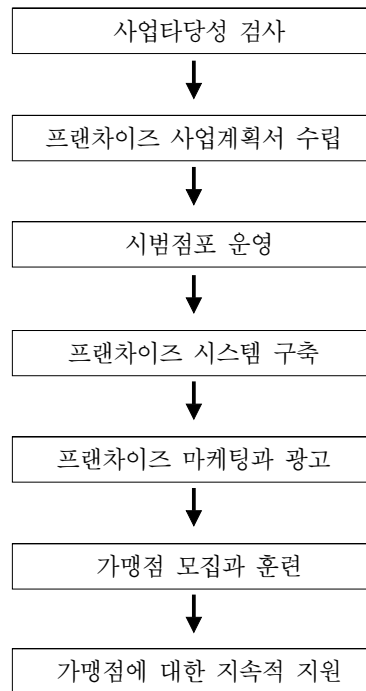 사업타당성 검사
프랜차이즈 사업계획서 수립
시범점포 운영
프랜차이즈 시스템 구축
프랜차이즈 마케팅과 광고
가맹점 모집과 훈련
가맹점에 대한 지속적 지원